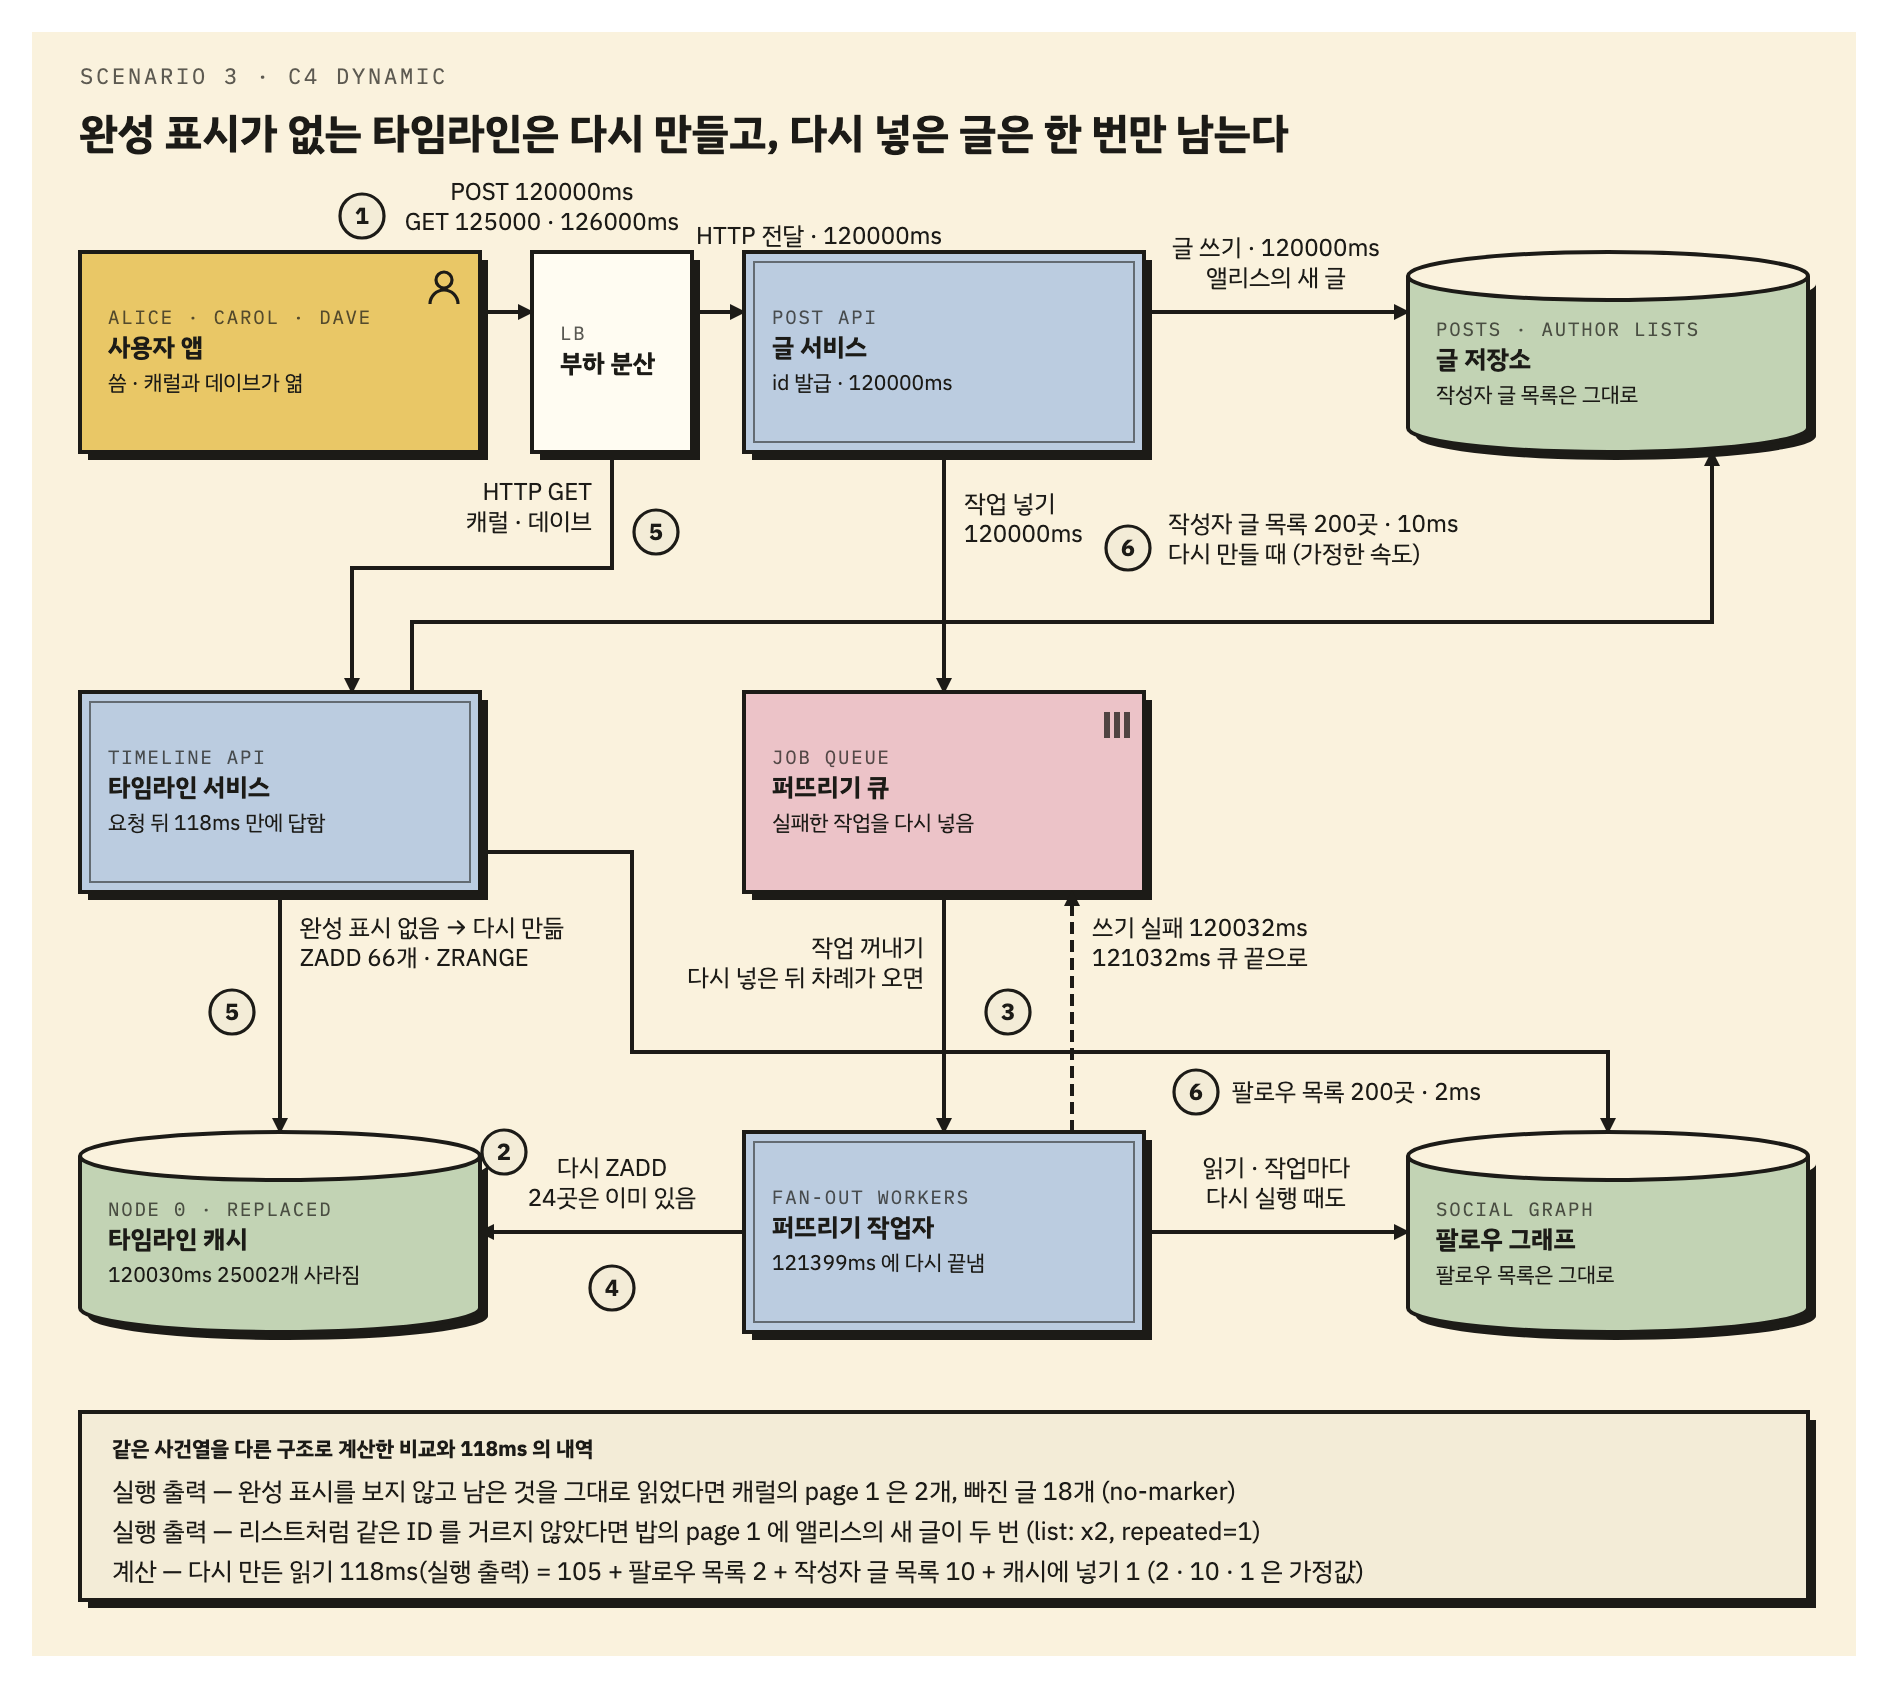 SCENARIO 3 · C4 DYNAMIC
완성 표시가 없는 타임라인은 다시 만들고, 다시 넣은 글은 한 번만 남는다
1
POST 120000ms
GET 125000 · 126000ms
HTTP 전달 · 120000ms
글 쓰기 · 120000ms
앨리스의 새 글
ALICE · CAROL · DAVE
사용자 앱
씀 · 캐럴과 데이브가 엶
LB
부하 분산
POST API
글 서비스
id 발급 · 120000ms
POSTS · AUTHOR LISTS
글 저장소
작성자 글 목록은 그대로
HTTP GET
캐럴 · 데이브
5
작업 넣기
120000ms
6
작성자 글 목록 200곳 · 10ms
다시 만들 때 (가정한 속도)
TIMELINE API
타임라인 서비스
요청 뒤 118ms 만에 답함
JOB QUEUE
퍼뜨리기 큐
실패한 작업을 다시 넣음
완성 표시 없음 → 다시 만듦
ZADD 66개 · ZRANGE
5
작업 꺼내기
다시 넣은 뒤 차례가 오면
3
쓰기 실패 120032ms
121032ms 큐 끝으로
6
팔로우 목록 200곳 · 2ms
2
다시 ZADD
24곳은 이미 있음
4
읽기 · 작업마다
다시 실행 때도
NODE 0 · REPLACED
타임라인 캐시
120030ms 25002개 사라짐
FAN-OUT WORKERS
퍼뜨리기 작업자
121399ms 에 다시 끝냄
SOCIAL GRAPH
팔로우 그래프
팔로우 목록은 그대로
같은 사건열을 다른 구조로 계산한 비교와 118ms 의 내역
실행 출력 — 완성 표시를 보지 않고 남은 것을 그대로 읽었다면 캐럴의 page 1 은 2개, 빠진 글 18개 (no-marker)
실행 출력 — 리스트처럼 같은 ID 를 거르지 않았다면 밥의 page 1 에 앨리스의 새 글이 두 번 (list: x2, repeated=1)
계산 — 다시 만든 읽기 118ms(실행 출력) = 105 + 팔로우 목록 2 + 작성자 글 목록 10 + 캐시에 넣기 1 (2 · 10 · 1 은 가정값)